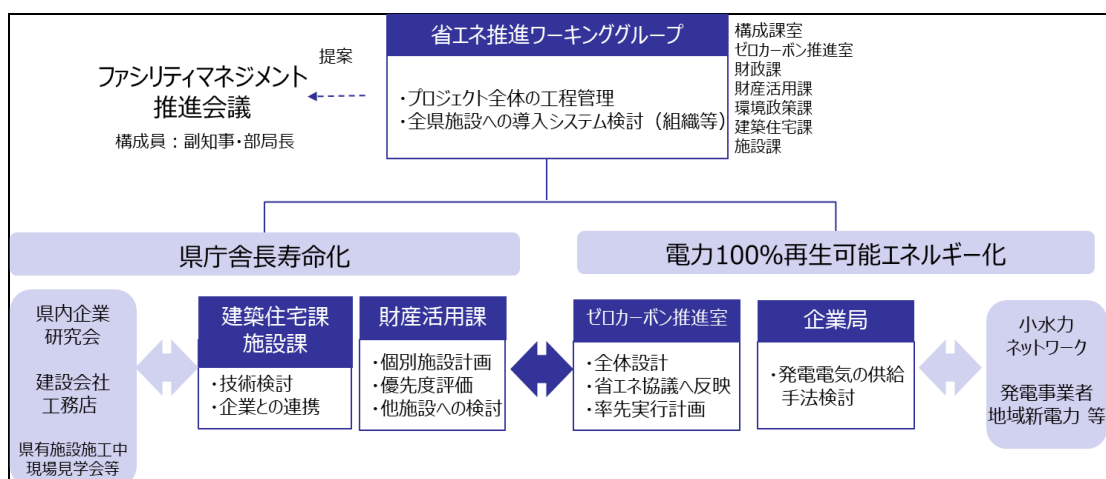 省エネ推進ワーキンググループ
・プロジェクト全体の工程管理
・全県施設への導入システム検討（組織等）
構成課室
ゼロカーボン推進室
財政課
財産活用課
環境政策課
建築住宅課
施設課
提案
ファシリティマネジメント
推進会議
構成員：副知事・部局長
県庁舎長寿命化
電力100%再生可能エネルギー化
県内企業
研究会
建設会社
工務店
県有施設施工中
現場見学会等
建築住宅課
施設課
・技術検討
・企業との連携
財産活用課
・個別施設計画
・優先度評価
・他施設への検討
ゼロカーボン推進室
・全体設計
・省エネ協議へ反映
・率先実行計画
企業局
・発電電気の供給
手法検討
小水力
ネットワーク
発電事業者
地域新電力 等